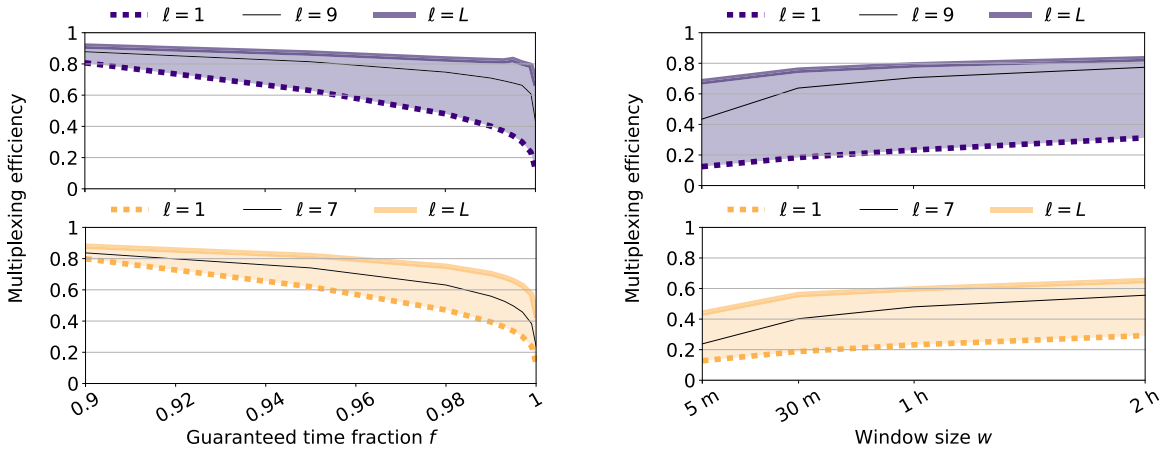 ℓ = 1 ℓ = 9 ℓ = L
1
0.8
0.6
0.4
0.2
0
ℓ = 1 ℓ = 7 ℓ = L
1
0.8
0.6
0.4
0.2
0
0.9 0.92 0.94 0.96 0.98 1
Guaranteed time fraction f
Multiplexing efficiency
ℓ = 1 ℓ = 9 ℓ = L
1
0.8
0.6
0.4
0.2
0
ℓ = 1 ℓ = 7 ℓ = L
1
0.8
0.6
0.4
0.2
0
5 m 30 m 1 h 2 h
Window size w
Multiplexing efficiency